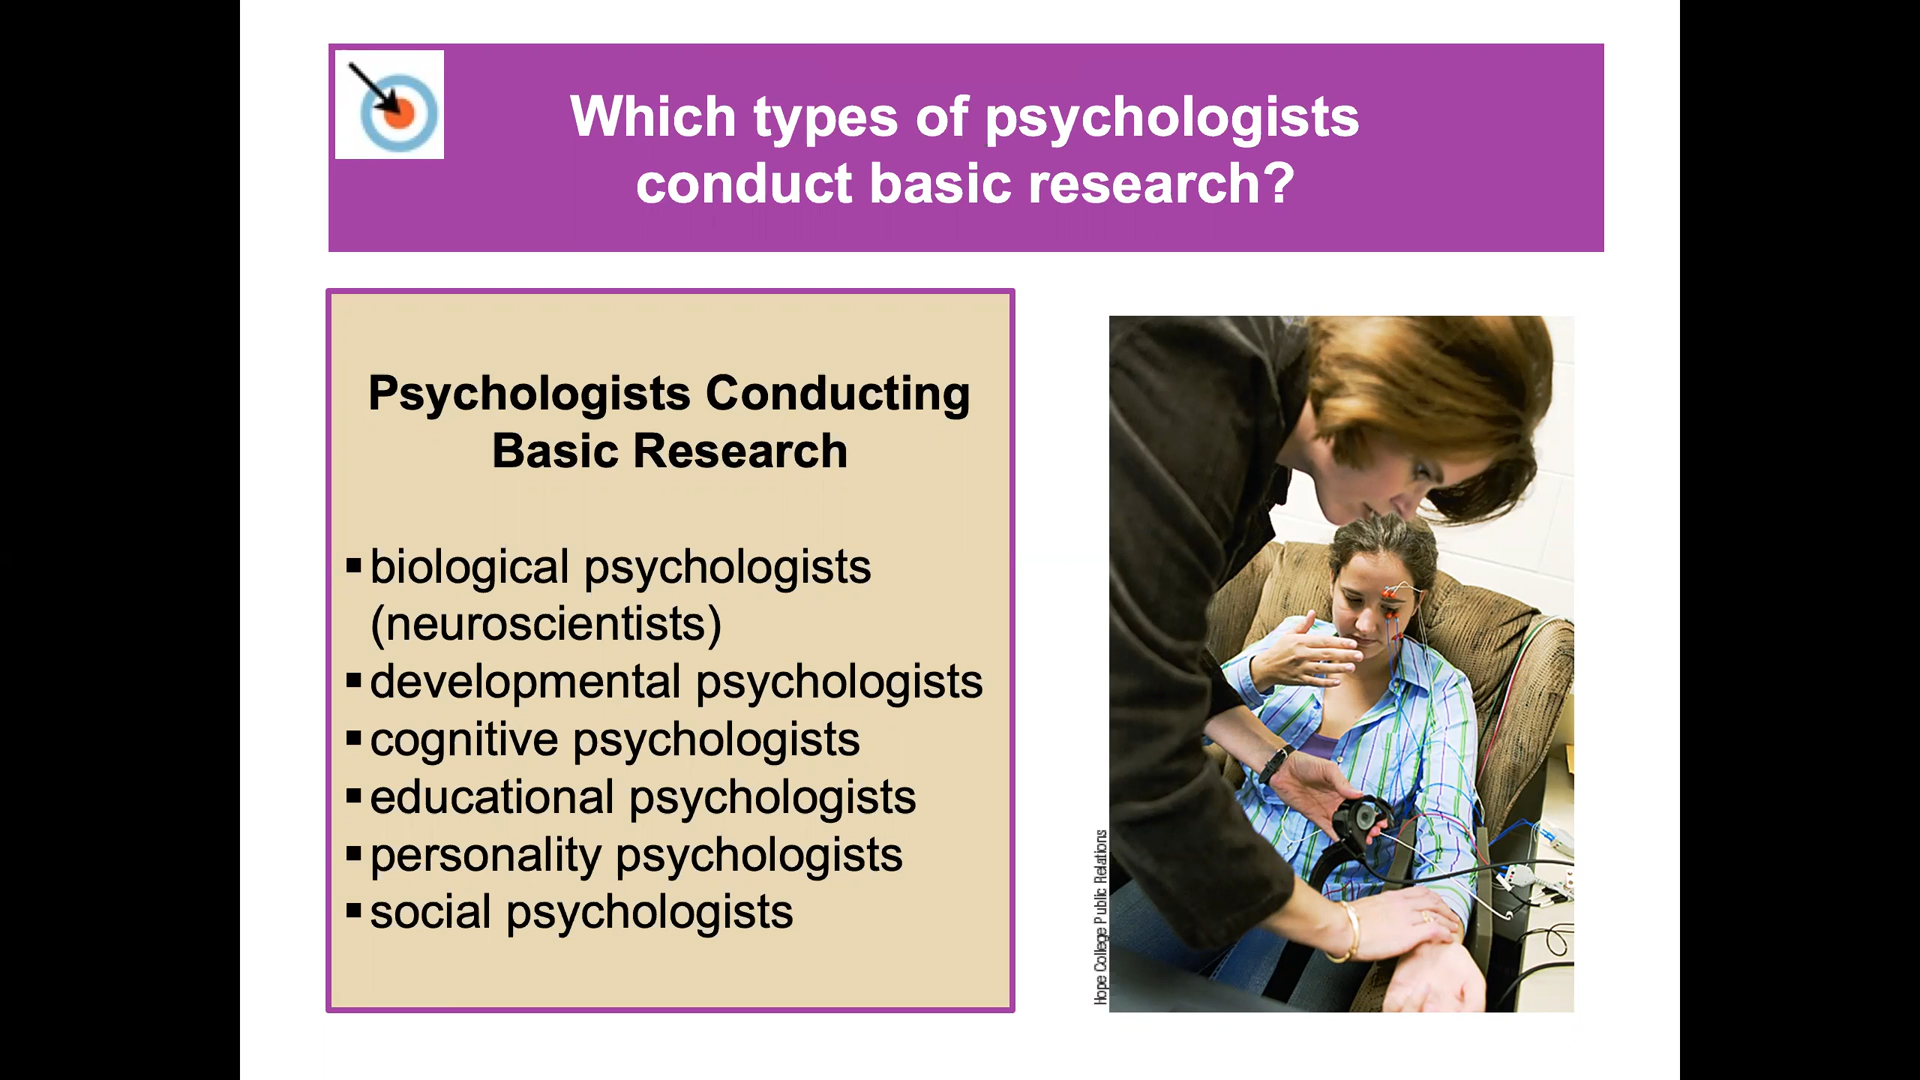 Which types of psychologists
conduct basic research?
Psychologists Conducting
Basic Research
▪biological psychologists
(neuroscientists)
▪developmental psychologists
▪cognitive psychologists
▪educational psychologists
▪personality psychologists
▪social psychologists
Hope College Public Relations